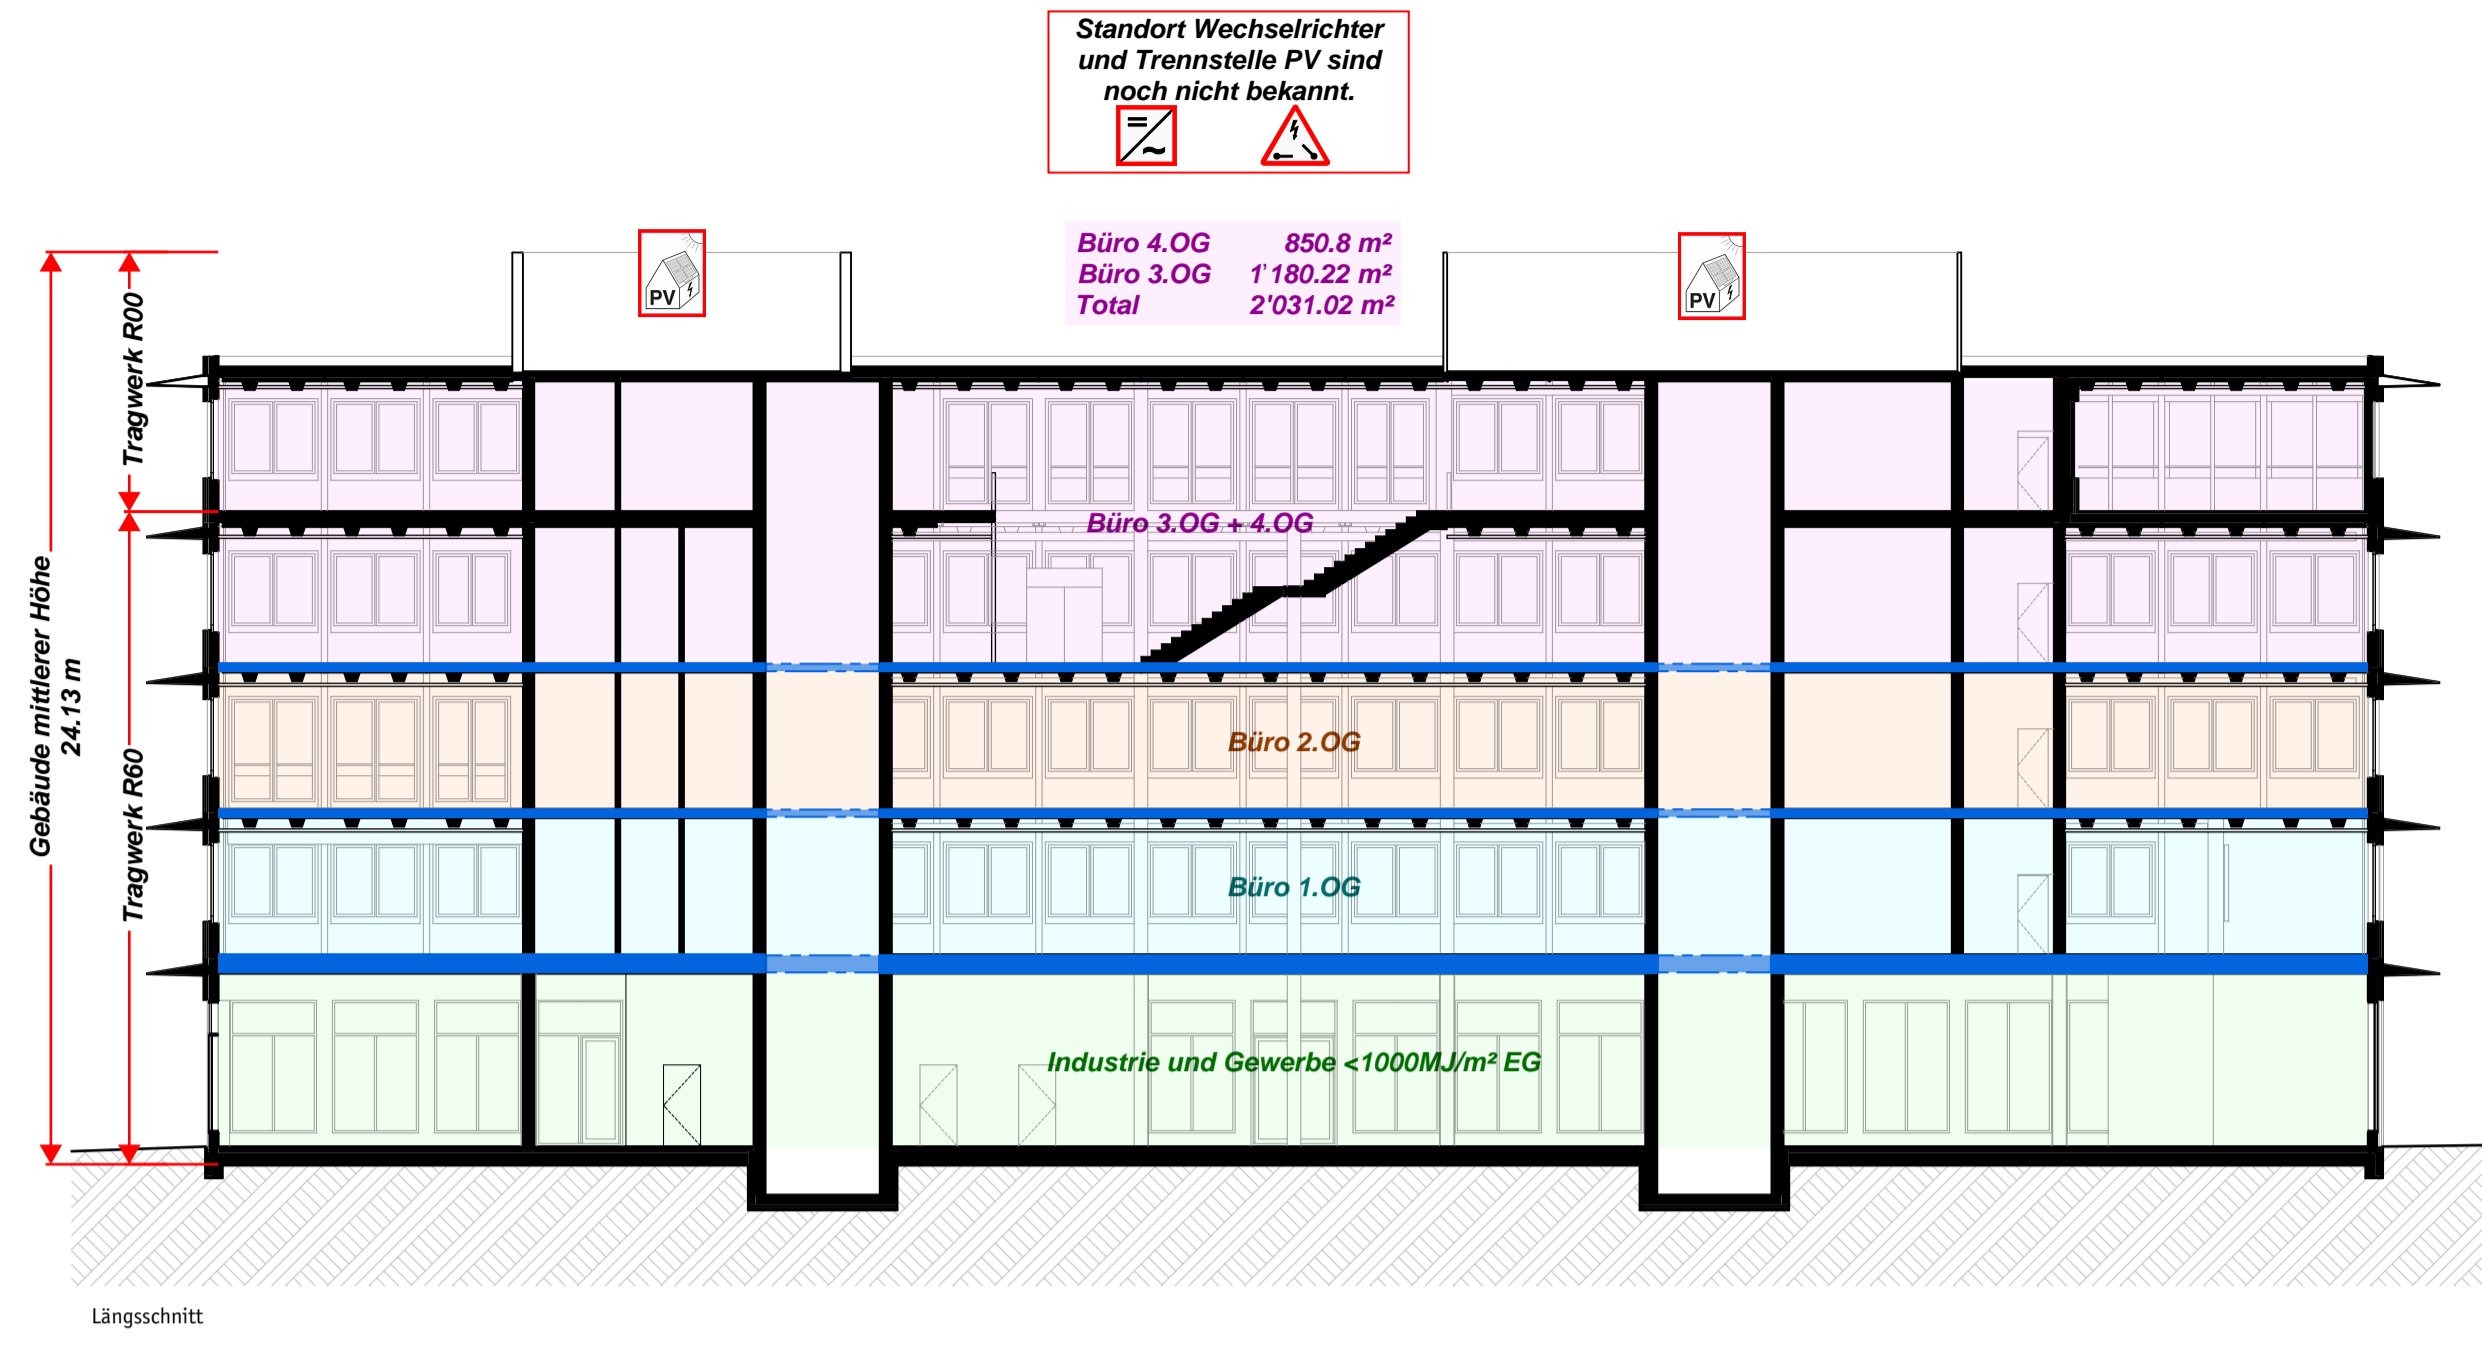 Standort Wechselrichter
und Trennstelle PV sind
noch nicht bekannt.
Büro 4.OG 850.8 m²
Büro 3.OG 1'180.22 m²
Total 2'031.02 m²
PV
PV
Tragwerk R00
Gebäude mittlerer Höhe
24.13 m
Tragwerk R60
Büro 3.OG + 4.OG
Büro 2.OG
Büro 1.OG
Industrie und Gewerbe <1000MJ/m² EG
Längsschnitt